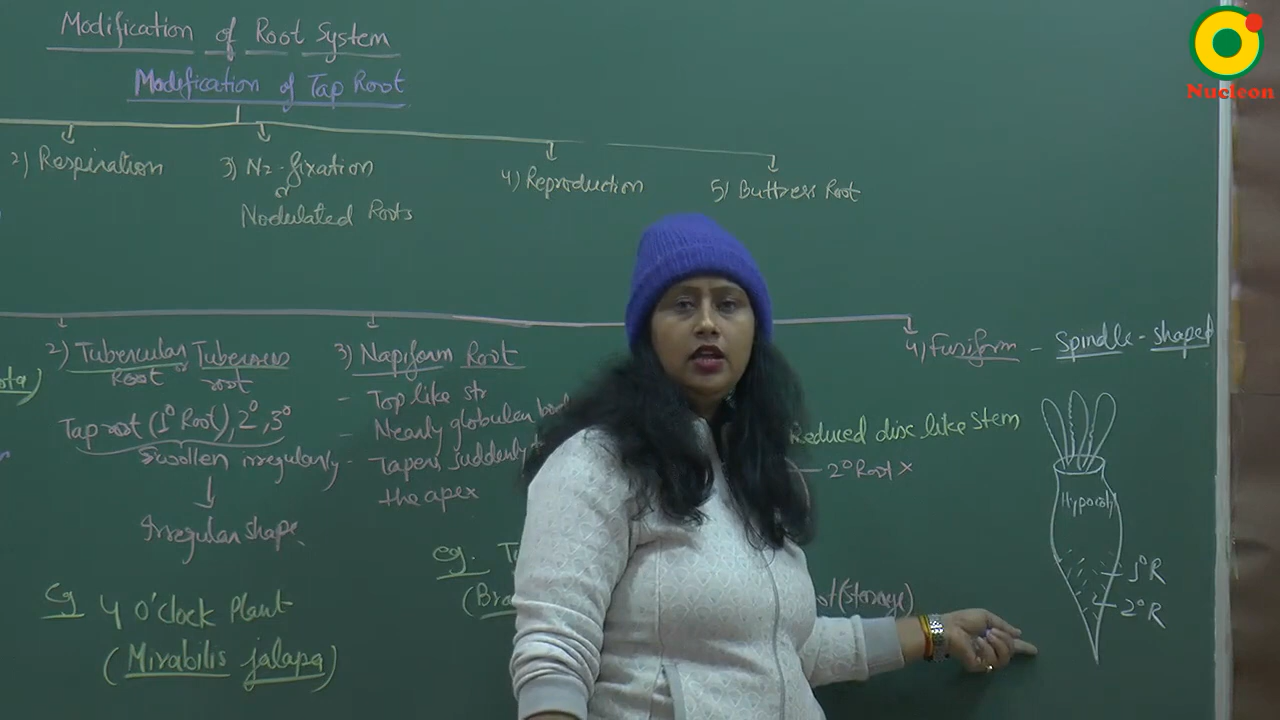 Modification of Root System
Modification of Tap Root
2) Respiration
3) N2-fixation
or
Nodulated Roots
4) Reproduction
5) Buttress Root
2) Tubercular or Tuberous
Root root
Taproot (1° Root), 2°, 3°
Swollen irregularly
Irregular shape
Eg 4 O'clock Plant
(Mirabilis jalapa)
3) Napiform Root
- Top like str
- Nearly globular
- Tapers suddenly
the apex
eg.
Reduced disc like stem
2° Root x
(storage)
4) Fusiform - Spindle-shaped
Hypocotyl
1° R
2° R
Nucleon